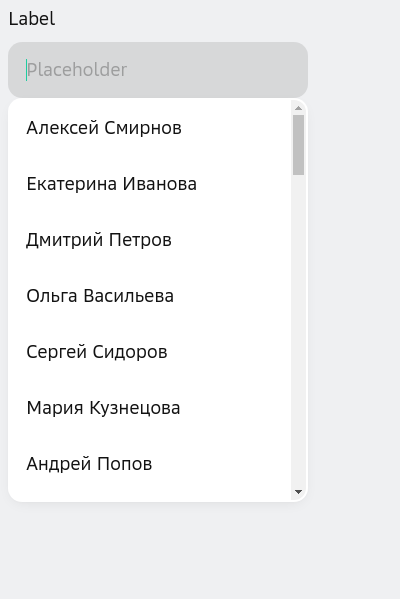 Label
Placeholder
Алексей Смирнов
Екатерина Иванова
Дмитрий Петров
Ольга Васильева
Сергей Сидоров
Мария Кузнецова
Андрей Попов